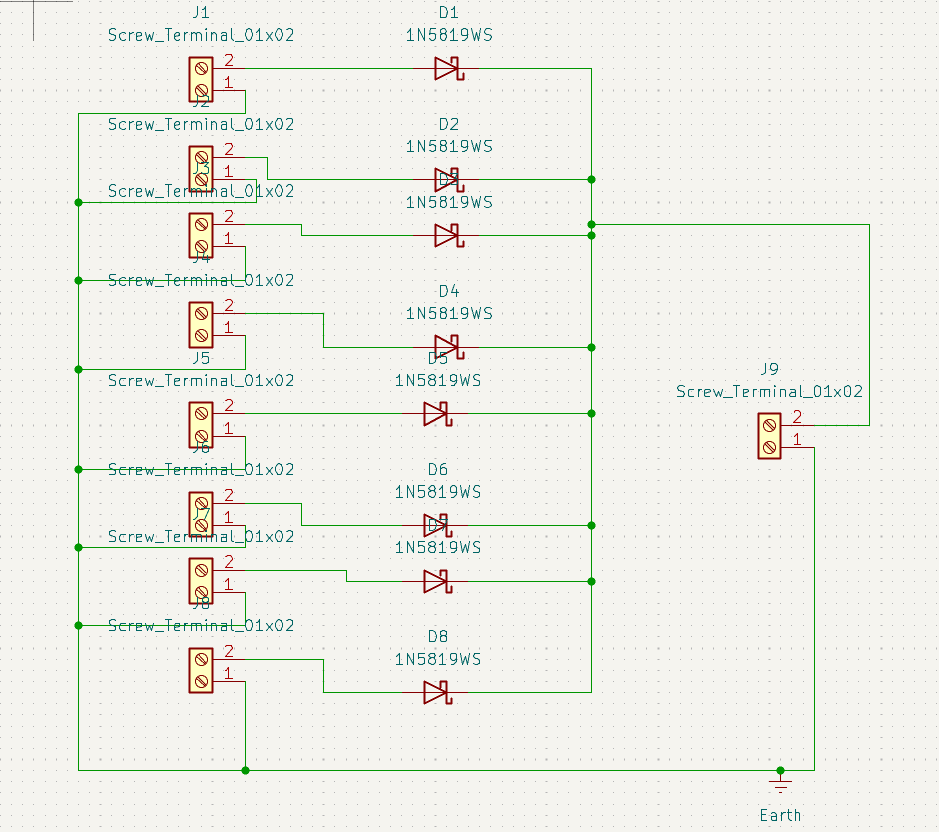 J1
Screw_Terminal_01x02
2
1
D1
1N5819WS
J2
Screw_Terminal_01x02
2
1
D2
1N5819WS
J3
Screw_Terminal_01x02
2
1
D3
1N5819WS
J4
Screw_Terminal_01x02
2
1
D4
1N5819WS
J5
Screw_Terminal_01x02
2
1
D5
1N5819WS
J6
Screw_Terminal_01x02
2
1
D6
1N5819WS
J7
Screw_Terminal_01x02
2
1
D7
1N5819WS
J8
Screw_Terminal_01x02
2
1
D8
1N5819WS
J9
Screw_Terminal_01x02
2
1
Earth